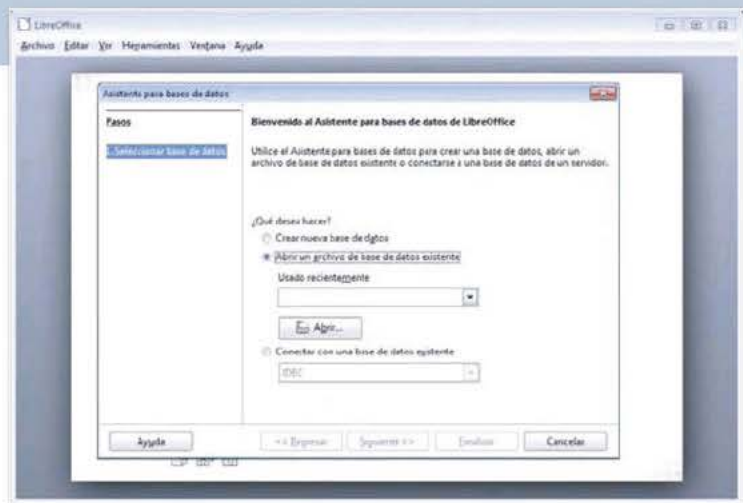 LibreOffice
Archivo Editar Ver Herramientas Ventana Ayuda
Asistente para bases de datos
Pasos
1. Seleccionar base de datos
Bienvenido al Asistente para bases de datos de LibreOffice
Utilice el Asistente para bases de datos para crear una base de datos, abrir un
archivo de base de datos existente o conectarse a una base de datos de un servidor.
¿Qué desea hacer?
Crear nueva base de datos
Abrir un archivo de base de datos existente
Usado recientemente
Abrir...
Conectar con una base de datos existente
JDBC
Ayuda
<< Regresar
Siguiente >>
Finalizar
Cancelar